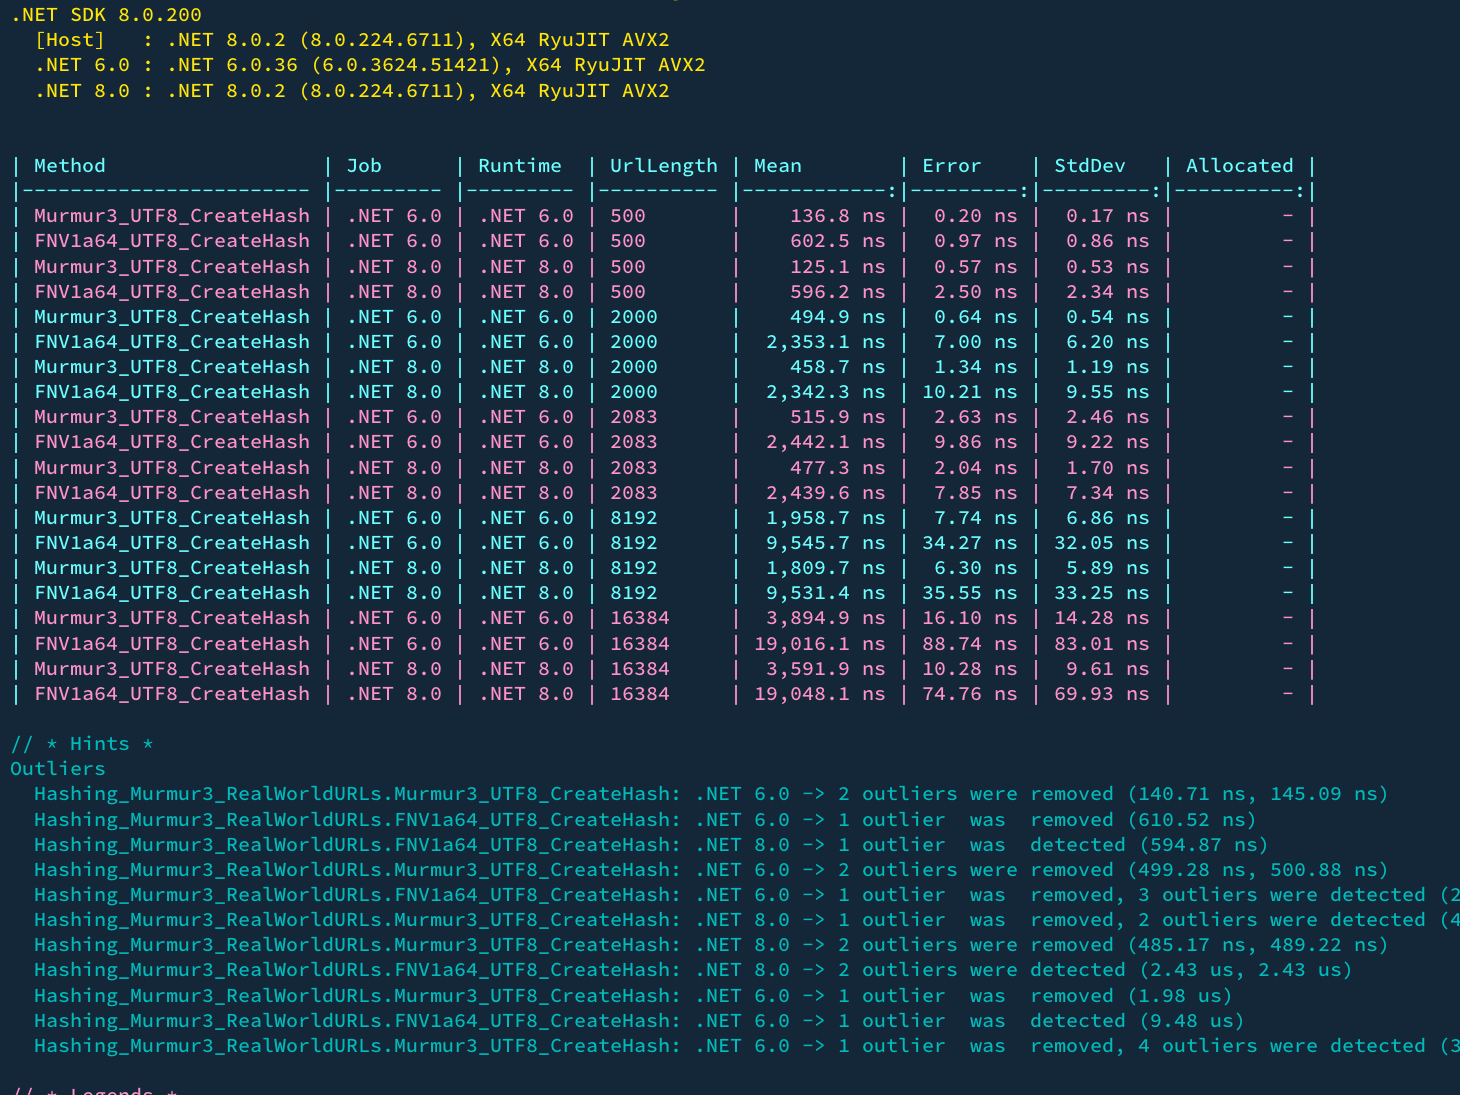 .NET SDK 8.0.200
  [Host]   : .NET 8.0.2 (8.0.224.6711), X64 RyuJIT AVX2
  .NET 6.0 : .NET 6.0.36 (6.0.3624.51421), X64 RyuJIT AVX2
  .NET 8.0 : .NET 8.0.2 (8.0.224.6711), X64 RyuJIT AVX2
| Method                  | Job      | Runtime  | UrlLength | Mean        | Error     | StdDev    | Allocated |
|------------------------ |--------- |--------- |---------- |------------:|----------:|----------:|----------:|
| Murmur3_UTF8_CreateHash | .NET 6.0 | .NET 6.0 | 500       |    136.8 ns |   0.20 ns |   0.17 ns |         - |
| FNV1a64_UTF8_CreateHash | .NET 6.0 | .NET 6.0 | 500       |    602.5 ns |   0.97 ns |   0.86 ns |         - |
| Murmur3_UTF8_CreateHash | .NET 8.0 | .NET 8.0 | 500       |    125.1 ns |   0.57 ns |   0.53 ns |         - |
| FNV1a64_UTF8_CreateHash | .NET 8.0 | .NET 8.0 | 500       |    596.2 ns |   2.50 ns |   2.34 ns |         - |
| Murmur3_UTF8_CreateHash | .NET 6.0 | .NET 6.0 | 2000      |    494.9 ns |   0.64 ns |   0.54 ns |         - |
| FNV1a64_UTF8_CreateHash | .NET 6.0 | .NET 6.0 | 2000      |  2,353.1 ns |   7.00 ns |   6.20 ns |         - |
| Murmur3_UTF8_CreateHash | .NET 8.0 | .NET 8.0 | 2000      |    458.7 ns |   1.34 ns |   1.19 ns |         - |
| FNV1a64_UTF8_CreateHash | .NET 8.0 | .NET 8.0 | 2000      |  2,342.3 ns |  10.21 ns |   9.55 ns |         - |
| Murmur3_UTF8_CreateHash | .NET 6.0 | .NET 6.0 | 2083      |    515.9 ns |   2.63 ns |   2.46 ns |         - |
| FNV1a64_UTF8_CreateHash | .NET 6.0 | .NET 6.0 | 2083      |  2,442.1 ns |   9.86 ns |   9.22 ns |         - |
| Murmur3_UTF8_CreateHash | .NET 8.0 | .NET 8.0 | 2083      |    477.3 ns |   2.04 ns |   1.70 ns |         - |
| FNV1a64_UTF8_CreateHash | .NET 8.0 | .NET 8.0 | 2083      |  2,439.6 ns |   7.85 ns |   7.34 ns |         - |
| Murmur3_UTF8_CreateHash | .NET 6.0 | .NET 6.0 | 8192      |  1,958.7 ns |   7.74 ns |   6.86 ns |         - |
| FNV1a64_UTF8_CreateHash | .NET 6.0 | .NET 6.0 | 8192      |  9,545.7 ns |  34.27 ns |  32.05 ns |         - |
| Murmur3_UTF8_CreateHash | .NET 8.0 | .NET 8.0 | 8192      |  1,809.7 ns |   6.30 ns |   5.89 ns |         - |
| FNV1a64_UTF8_CreateHash | .NET 8.0 | .NET 8.0 | 8192      |  9,531.4 ns |  35.55 ns |  33.25 ns |         - |
| Murmur3_UTF8_CreateHash | .NET 6.0 | .NET 6.0 | 16384     |  3,894.9 ns |  16.10 ns |  14.28 ns |         - |
| FNV1a64_UTF8_CreateHash | .NET 6.0 | .NET 6.0 | 16384     | 19,016.1 ns |  88.74 ns |  83.01 ns |         - |
| Murmur3_UTF8_CreateHash | .NET 8.0 | .NET 8.0 | 16384     |  3,591.9 ns |  10.28 ns |   9.61 ns |         - |
| FNV1a64_UTF8_CreateHash | .NET 8.0 | .NET 8.0 | 16384     | 19,048.1 ns |  74.76 ns |  69.93 ns |         - |
// * Hints *
Outliers
  Hashing_Murmur3_RealWorldURLs.Murmur3_UTF8_CreateHash: .NET 6.0 -> 2 outliers were removed (140.71 ns, 145.09 ns)
  Hashing_Murmur3_RealWorldURLs.FNV1a64_UTF8_CreateHash: .NET 6.0 -> 1 outlier  was  removed (610.52 ns)
  Hashing_Murmur3_RealWorldURLs.FNV1a64_UTF8_CreateHash: .NET 8.0 -> 1 outlier  was  detected (594.87 ns)
  Hashing_Murmur3_RealWorldURLs.Murmur3_UTF8_CreateHash: .NET 6.0 -> 2 outliers were removed (499.28 ns, 500.88 ns)
  Hashing_Murmur3_RealWorldURLs.FNV1a64_UTF8_CreateHash: .NET 6.0 -> 1 outlier  was  removed, 3 outliers were detected (2
  Hashing_Murmur3_RealWorldURLs.Murmur3_UTF8_CreateHash: .NET 8.0 -> 1 outlier  was  removed, 2 outliers were detected (4
  Hashing_Murmur3_RealWorldURLs.Murmur3_UTF8_CreateHash: .NET 8.0 -> 2 outliers were removed (485.17 ns, 489.22 ns)
  Hashing_Murmur3_RealWorldURLs.FNV1a64_UTF8_CreateHash: .NET 8.0 -> 2 outliers were detected (2.43 us, 2.43 us)
  Hashing_Murmur3_RealWorldURLs.Murmur3_UTF8_CreateHash: .NET 6.0 -> 1 outlier  was  removed (1.98 us)
  Hashing_Murmur3_RealWorldURLs.FNV1a64_UTF8_CreateHash: .NET 6.0 -> 1 outlier  was  detected (9.48 us)
  Hashing_Murmur3_RealWorldURLs.Murmur3_UTF8_CreateHash: .NET 6.0 -> 1 outlier  was  removed, 4 outliers were detected (3
// * Legends *